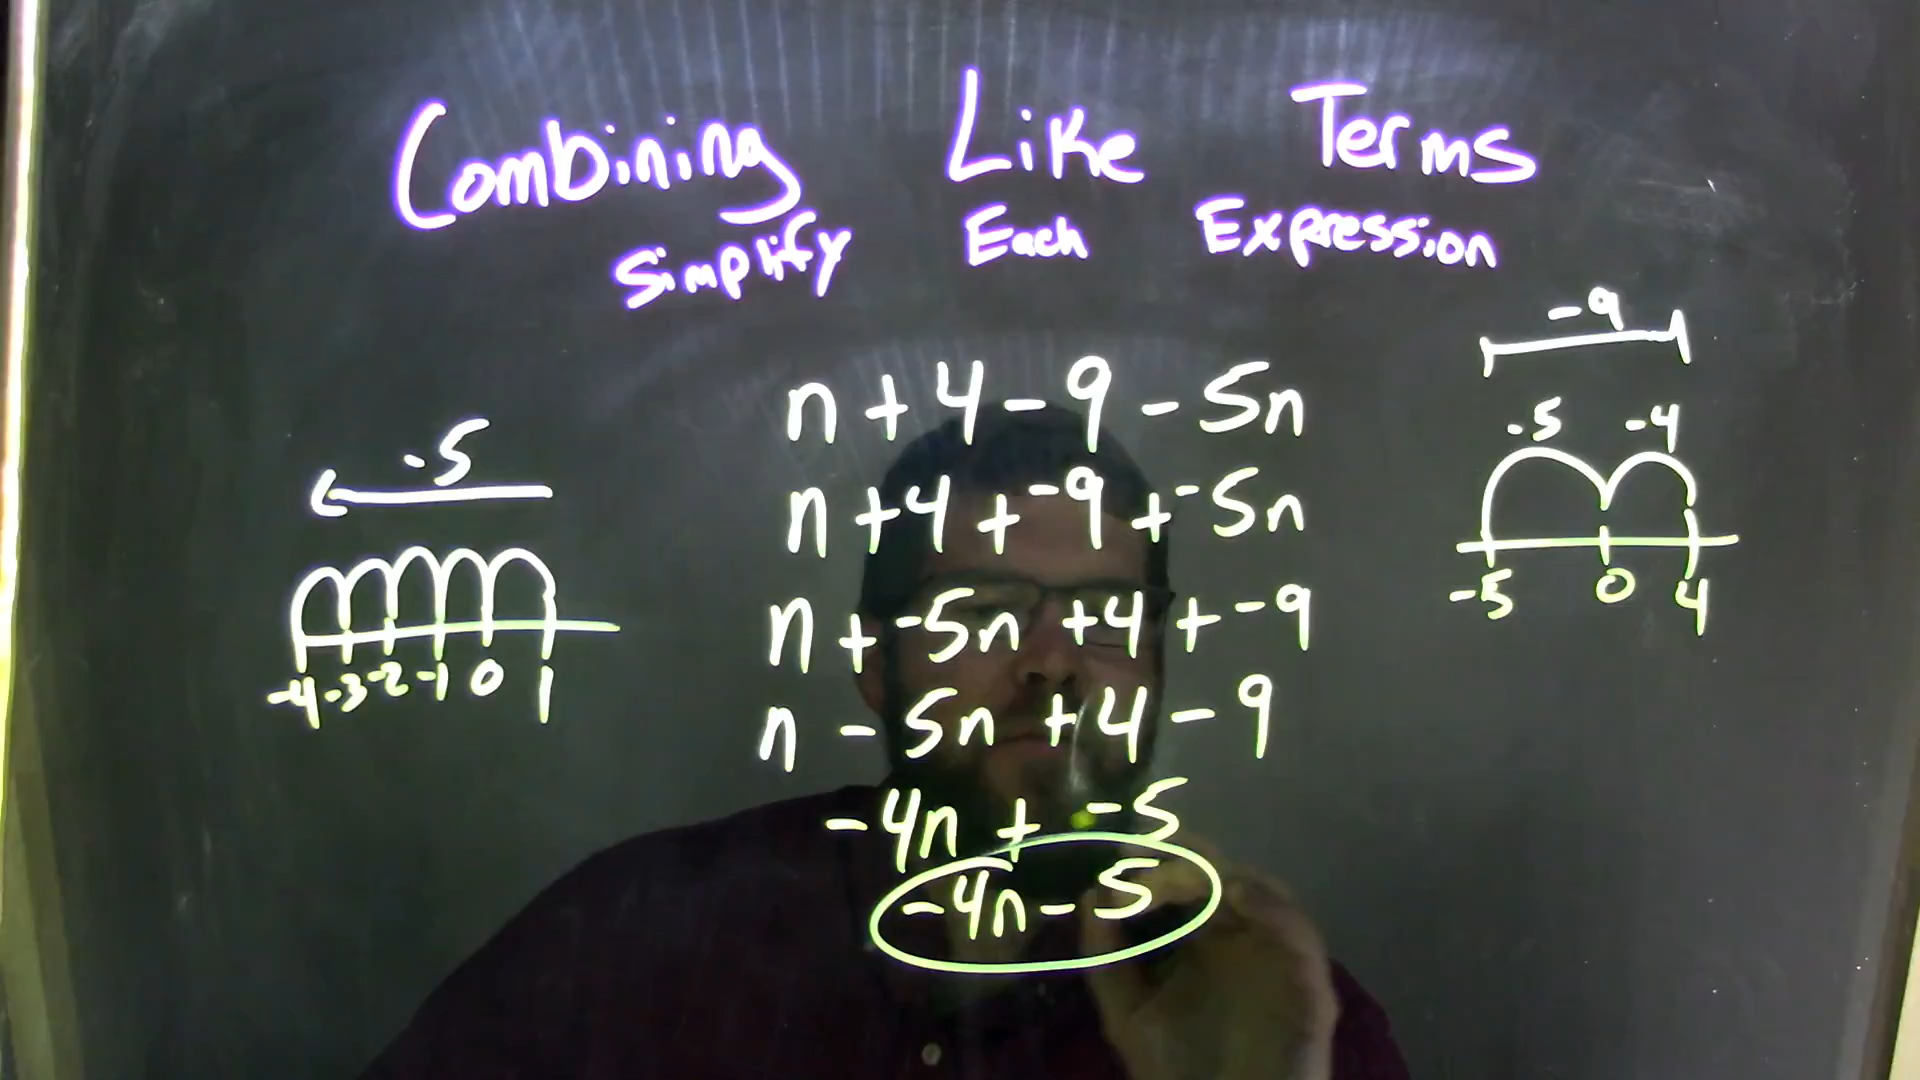 Combining Like Terms
Simplify Each Expression
n + 4 - 9 - 5n
n + 4 + -9 + -5n
n + -5n + 4 + -9
n - 5n + 4 - 9
-4n + -5
-4n - 5
-5
-4 -3 -2 -1 0 1
-9
-5 -4
-5 0 4